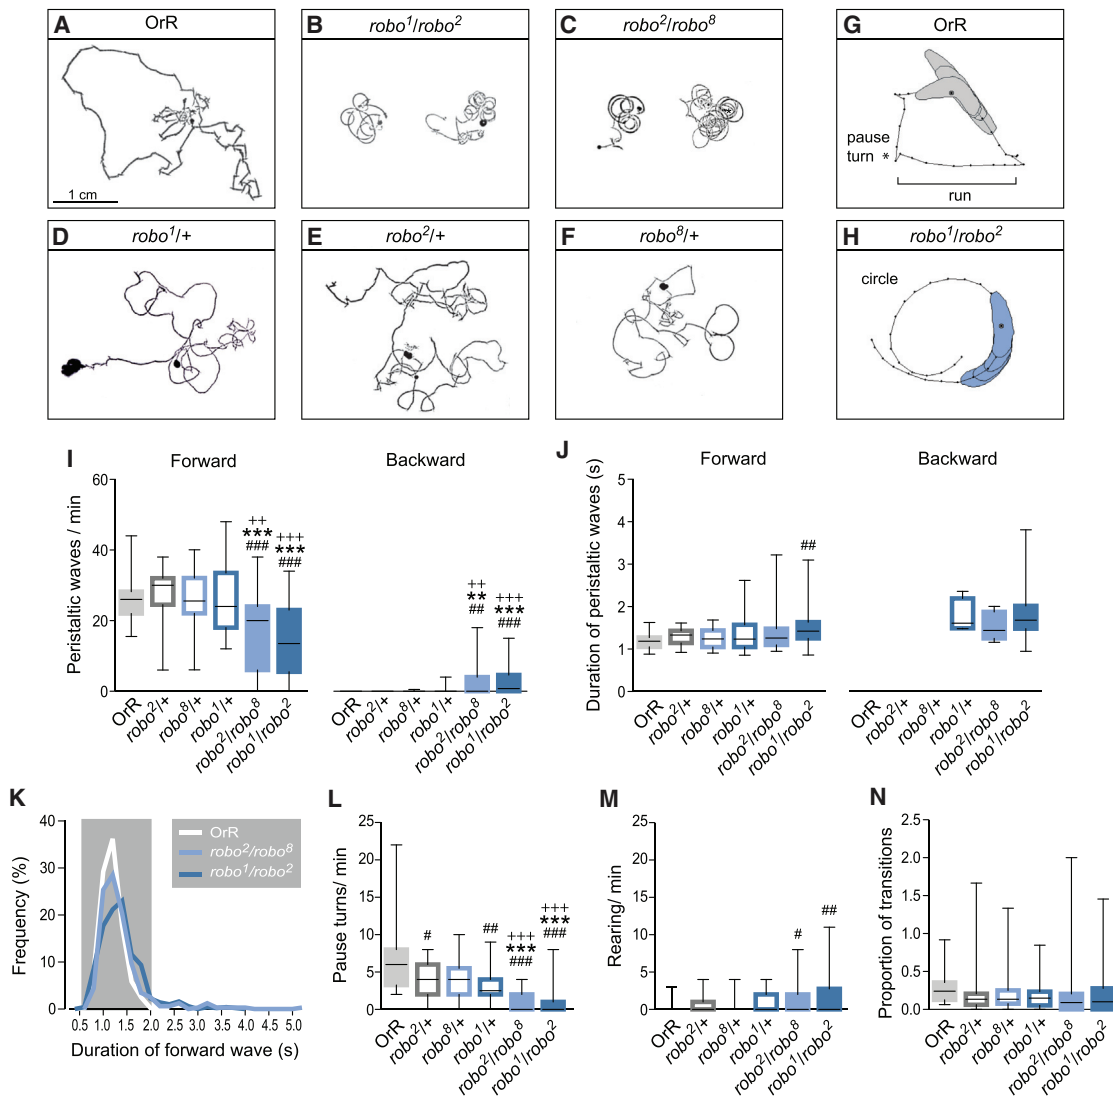 A OrR
B robo¹/robo²
C robo²/robo⁸
G OrR
1 cm
pause
turn *
run
D robo¹/+
E robo²/+
F robo⁸/+
H robo¹/robo²
circle
I Forward Backward
Peristaltic waves / min
60
40
20
0
++
***
###
+++
***
###
++
**
##
+++
***
###
OrR
robo²/+
robo⁸/+
robo¹/+
robo²/robo⁸
robo¹/robo²
OrR
robo²/+
robo⁸/+
robo¹/+
robo²/robo⁸
robo¹/robo²
J Forward Backward
Duration of peristaltic waves (s)
5
4
3
2
1
0
##
OrR
robo²/+
robo⁸/+
robo¹/+
robo²/robo⁸
robo¹/robo²
OrR
robo²/+
robo⁸/+
robo¹/+
robo²/robo⁸
robo¹/robo²
K
Frequency (%)
40
30
20
10
0
OrR
robo²/robo⁸
robo¹/robo²
0.5 1.0 1.5 2.0 2.5 3.0 3.5 4.0 4.5 5.0
Duration of forward wave (s)
L
Pause turns/ min
25
20
15
10
5
0
#
##
+++
***
###
+++
***
###
OrR
robo²/+
robo⁸/+
robo¹/+
robo²/robo⁸
robo¹/robo²
M
Rearing/ min
25
20
15
10
5
0
#
##
OrR
robo²/+
robo⁸/+
robo¹/+
robo²/robo⁸
robo¹/robo²
N
Proportion of transitions
2.5
2.0
1.5
1.0
0.5
0.0
OrR
robo²/+
robo⁸/+
robo¹/+
robo²/robo⁸
robo¹/robo²